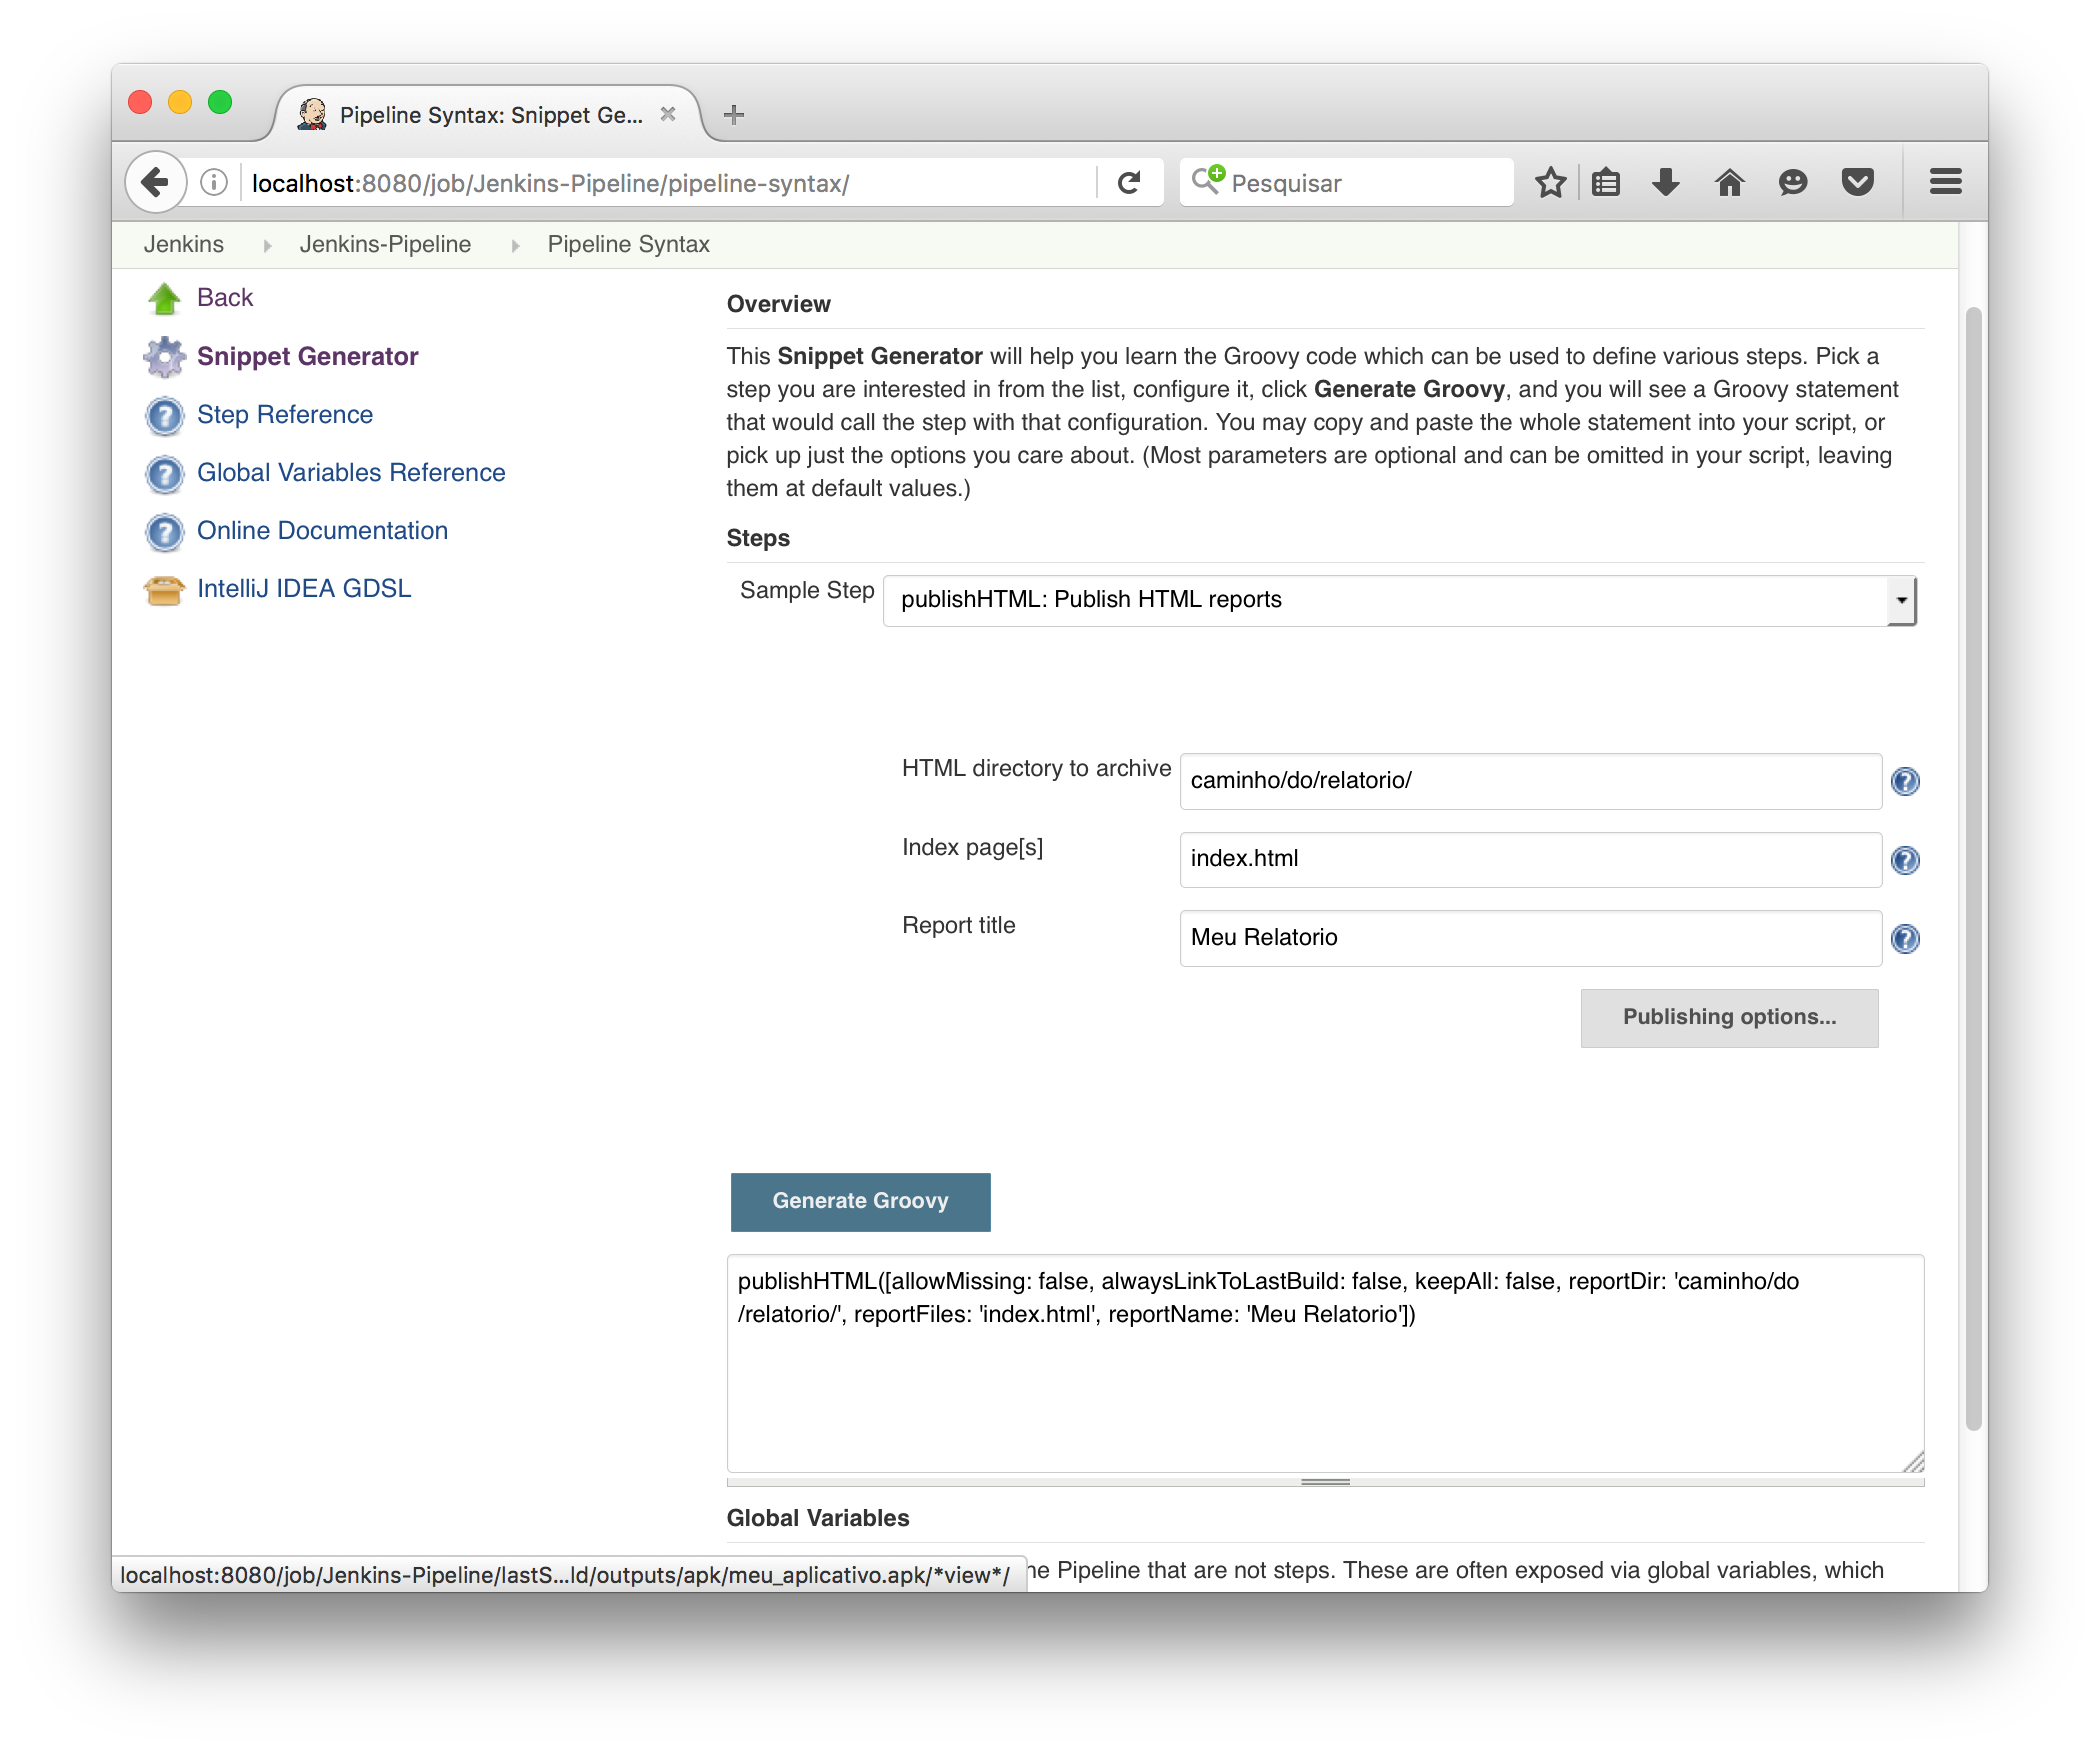 Pipeline Syntax: Snippet Ge...
localhost:8080/job/Jenkins-Pipeline/pipeline-syntax/
Pesquisar
Jenkins
Jenkins-Pipeline
Pipeline Syntax
Back
Snippet Generator
Step Reference
Global Variables Reference
Online Documentation
IntelliJ IDEA GDSL
Overview
This Snippet Generator will help you learn the Groovy code which can be used to define various steps. Pick a
step you are interested in from the list, configure it, click Generate Groovy, and you will see a Groovy statement
that would call the step with that configuration. You may copy and paste the whole statement into your script, or
pick up just the options you care about. (Most parameters are optional and can be omitted in your script, leaving
them at default values.)
Steps
Sample Step
publishHTML: Publish HTML reports
HTML directory to archive
caminho/do/relatorio/
Index page[s]
index.html
Report title
Meu Relatorio
Publishing options...
Generate Groovy
publishHTML([allowMissing: false, alwaysLinkToLastBuild: false, keepAll: false, reportDir: 'caminho/do
/relatorio/', reportFiles: 'index.html', reportName: 'Meu Relatorio'])
Global Variables
Pipeline that are not steps. These are often exposed via global variables, which
localhost:8080/job/Jenkins-Pipeline/lastS...ld/outputs/apk/meu_aplicativo.apk/*view*/